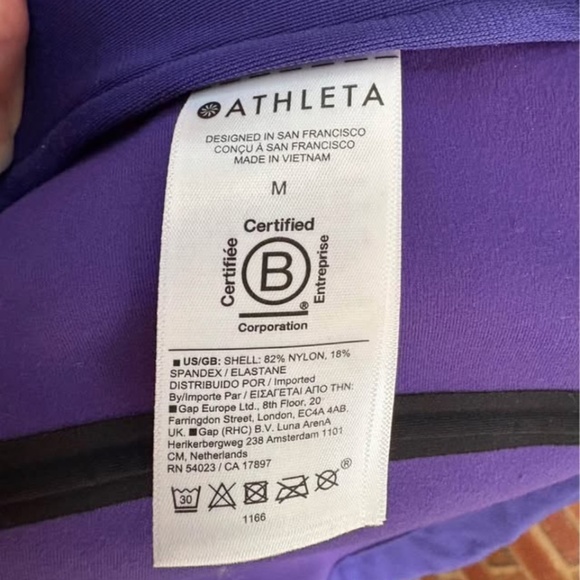 ATHLETA
DESIGNED IN SAN FRANCISCO
CONÇU À SAN FRANCISCO
MADE IN VIETNAM
M
Certified
Certifiée
B
Entreprise
®
Corporation
■ US/GB: SHELL: 82% NYLON, 18%
SPANDEX / ELASTANE
DISTRIBUIDO POR / Imported
By/Importe Par / ΕΙΣΑΓΕΤΑΙ ΑΠΟ ΤΗΝ:
■ Gap Europe Ltd., 8th Floor, 20
Farringdon Street, London, EC4A 4AB.
UK. ■ Gap (RHC) B.V. Luna ArenA
Herikerbergweg 238 Amsterdam 1101
CM, Netherlands
RN 54023 / CA 17897
30
®
1166